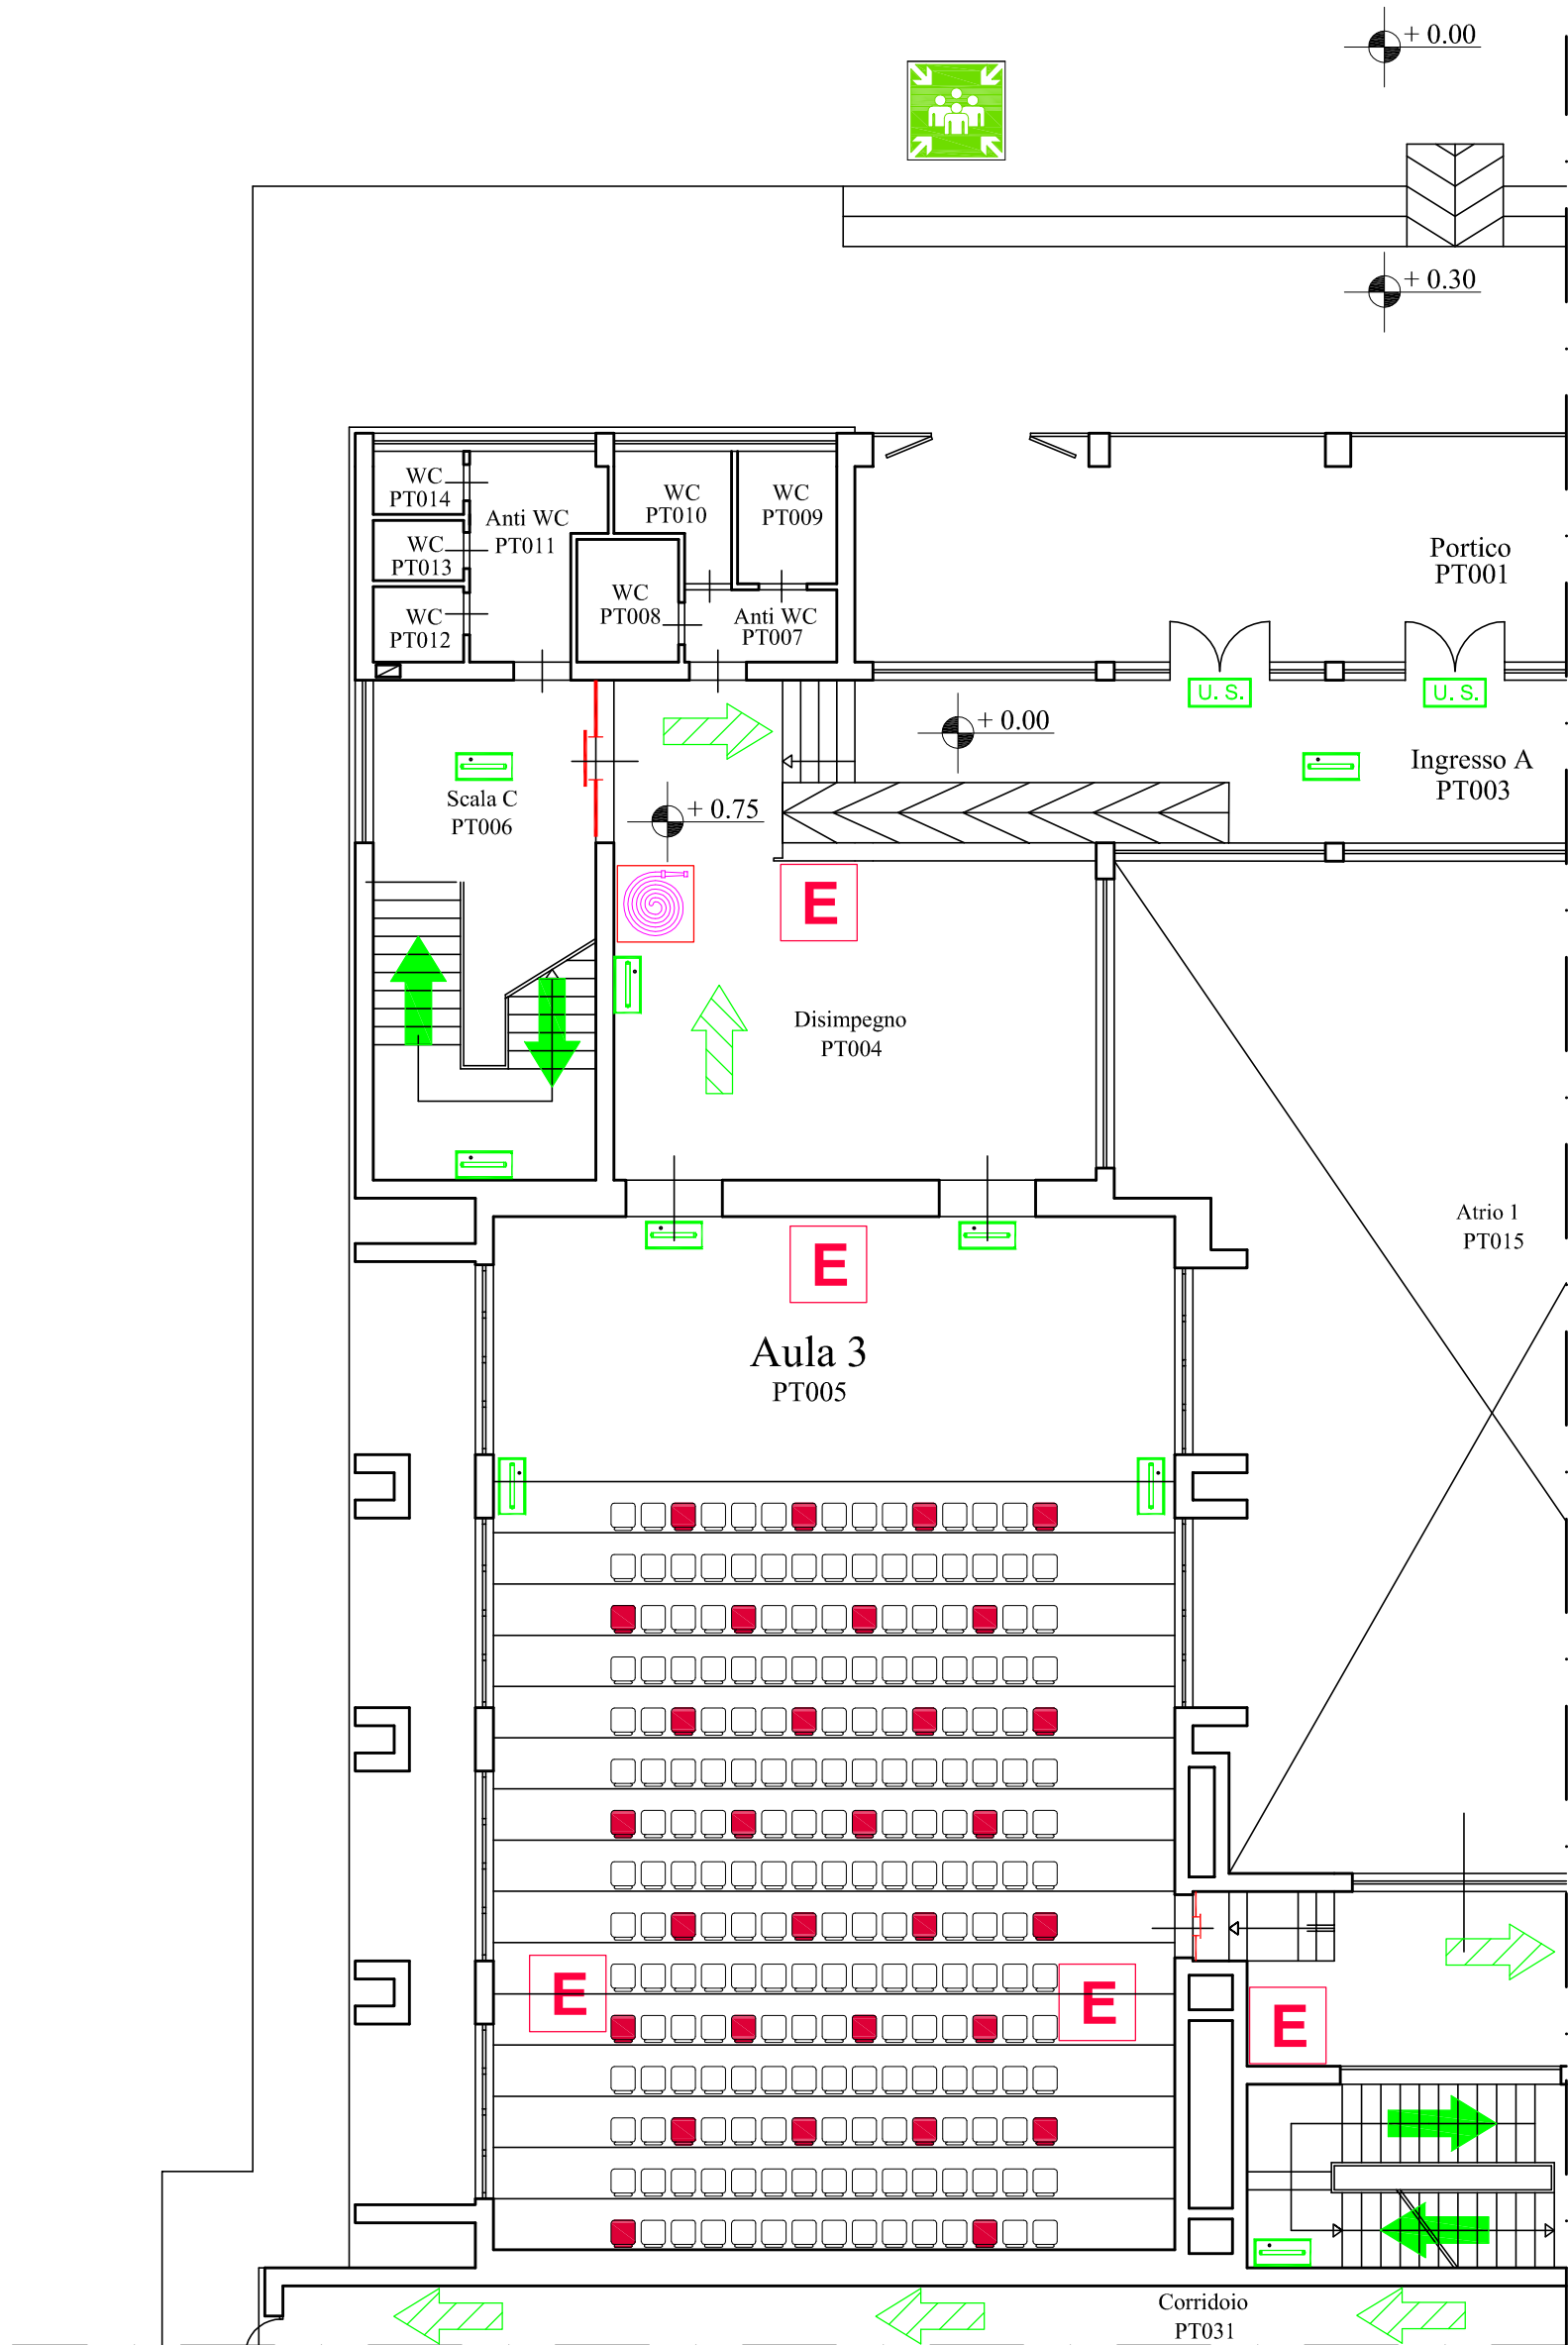 + 0.00
+ 0.30
WC
PT014
Anti WC
PT011
WC
PT010
WC
PT009
WC
PT013
WC
PT008
WC
PT012
Anti WC
PT007
Portico
PT001
U. S.
U. S.
+ 0.00
Ingresso A
PT003
Scala C
PT006
+ 0.75
E
Disimpegno
PT004
Atrio 1
PT015
E
Aula 3
PT005
E
E
E
Corridoio
PT031